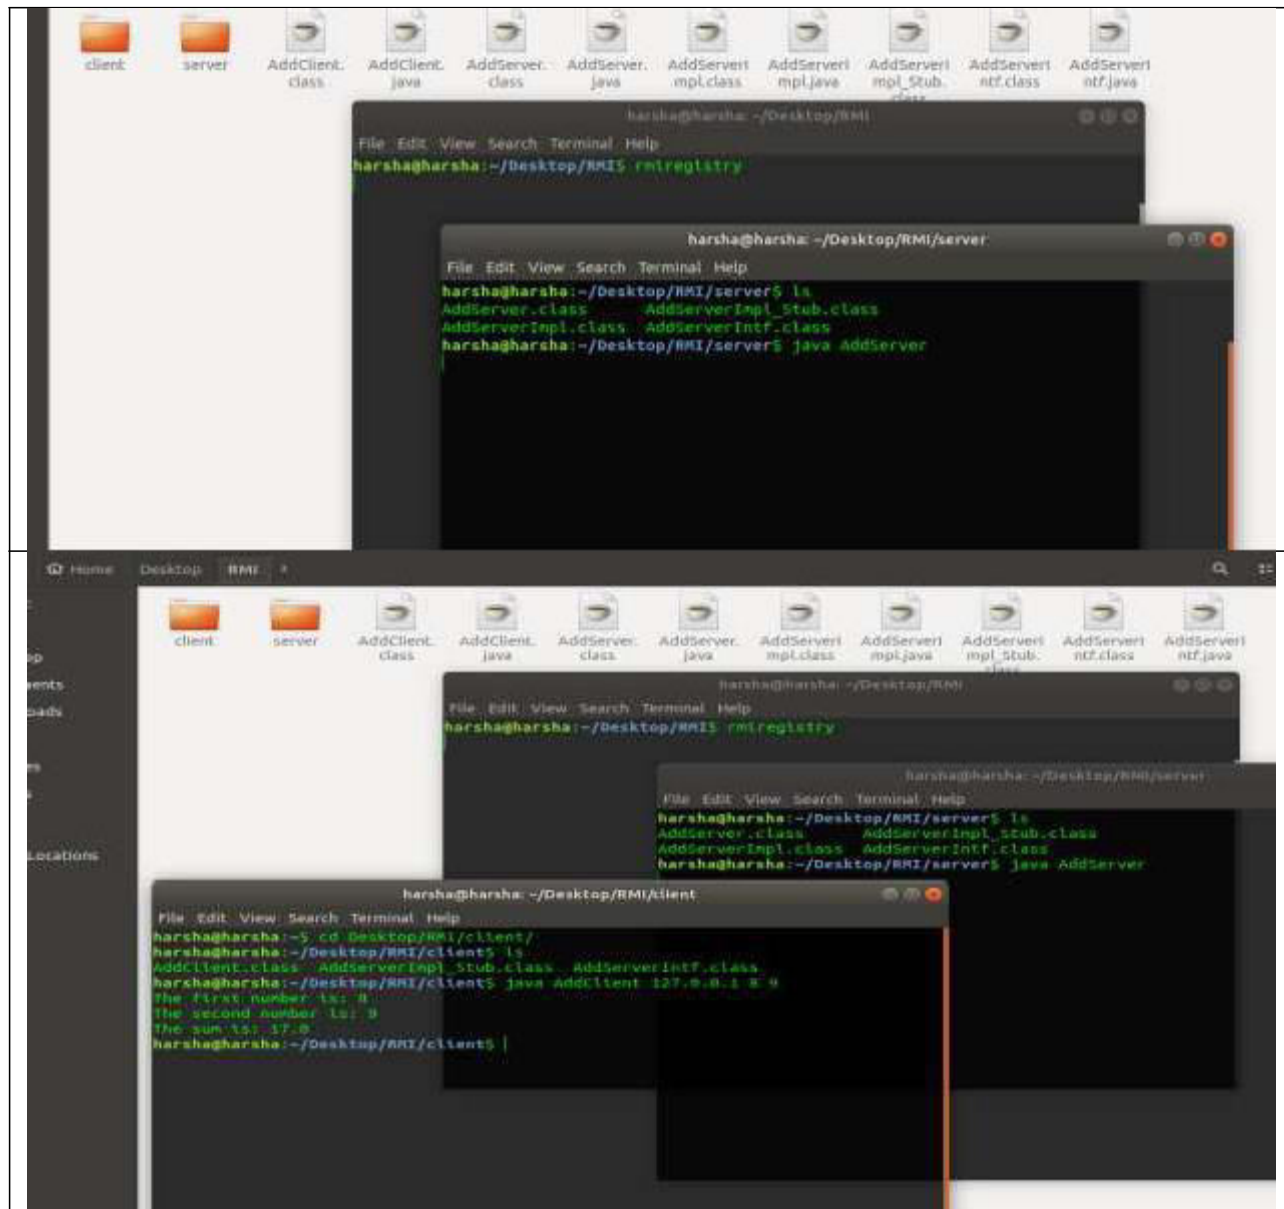 client server AddClient. AddClient. AddServer. AddServer. AddServerI AddServerI AddServerI AddServerI AddServerI
class java class java mpl.class mpl.java mpl_Stub. ntf.class ntf.java
class
harsha@harsha: ~/Desktop/RMI
File Edit View Search Terminal Help
harsha@harsha:~/Desktop/RMI$ rmiregistry
harsha@harsha: ~/Desktop/RMI/server
File Edit View Search Terminal Help
harsha@harsha:~/Desktop/RMI/server$ ls
AddServer.class AddServerImpl_Stub.class
AddServerImpl.class AddServerIntf.class
harsha@harsha:~/Desktop/RMI/server$ java AddServer
Home Desktop RMI
client server AddClient. AddClient. AddServer. AddServer. AddServerI AddServerI AddServerI AddServerI AddServerI
class java class java mpl.class mpl.java mpl_Stub. ntf.class ntf.java
class
op
ents
oads
es
s
Locations
harsha@harsha: ~/Desktop/RMI
File Edit View Search Terminal Help
harsha@harsha:~/Desktop/RMI$ rmiregistry
harsha@harsha: ~/Desktop/RMI/server
File Edit View Search Terminal Help
harsha@harsha:~/Desktop/RMI/server$ ls
AddServer.class AddServerImpl_Stub.class
AddServerImpl.class AddServerIntf.class
harsha@harsha:~/Desktop/RMI/server$ java AddServer
harsha@harsha: ~/Desktop/RMI/client
File Edit View Search Terminal Help
harsha@harsha:~$ cd Desktop/RMI/client/
harsha@harsha:~/Desktop/RMI/client$ ls
AddClient.class AddServerImpl_Stub.class AddServerIntf.class
harsha@harsha:~/Desktop/RMI/client$ java AddClient 127.0.0.1 8 9
The first number is: 8
The second number is: 9
The sum is: 17.0
harsha@harsha:~/Desktop/RMI/client$